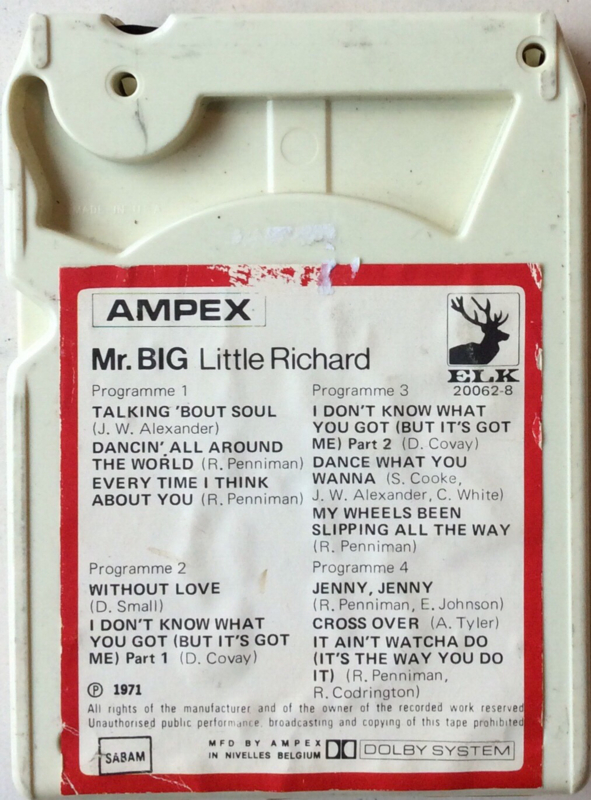 AMPEX
Mr. BIG Little Richard
ELK
20062-8
Programme 1
TALKING 'BOUT SOUL
(J. W. Alexander)
DANCIN' ALL AROUND
THE WORLD (R. Penniman)
EVERY TIME I THINK
ABOUT YOU (R. Penniman)
Programme 2
WITHOUT LOVE
(D. Small)
I DON'T KNOW WHAT
YOU GOT (BUT IT'S GOT
ME) Part 1 (D. Covay)
Programme 3
I DON'T KNOW WHAT
YOU GOT (BUT IT'S GOT
ME) Part 2 (D. Covay)
DANCE WHAT YOU
WANNA (S. Cooke,
J. W. Alexander, C. White)
MY WHEELS BEEN
SLIPPING ALL THE WAY
(R. Penniman)
Programme 4
JENNY, JENNY
(R. Penniman, E. Johnson)
CROSS OVER (A. Tyler)
IT AIN'T WATCHA DO
(IT'S THE WAY YOU DO
IT) (R. Penniman,
R. Codrington)
℗ 1971
All rights of the manufacturer and of the owner of the recorded work reserved
Unauthorised public performance, broadcasting and copying of this tape prohibited
SABAM
MFD BY AMPEX
IN NIVELLES BELGIUM
DOLBY SYSTEM